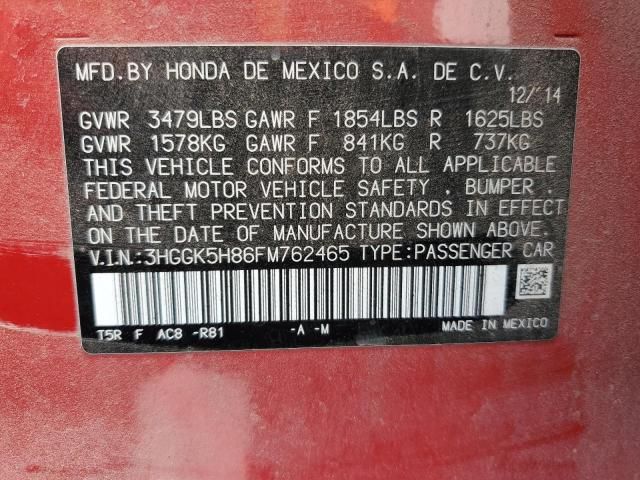 MFD.BY HONDA DE MEXICO S.A. DE C.V.
12/'14
GVWR 3479LBS GAWR F 1854LBS R 1625LBS
GVWR 1578KG GAWR F 841KG R 737KG
THIS VEHICLE CONFORMS TO ALL APPLICABLE
FEDERAL MOTOR VEHICLE SAFETY . BUMPER .
AND THEFT PREVENTION STANDARDS IN EFFECT
ON THE DATE OF MANUFACTURE SHOWN ABOVE.
V.I.N.:3HGGK5H86FM762465 TYPE:PASSENGER CAR
T5R F AC8 -R81 -A -M MADE IN MEXICO